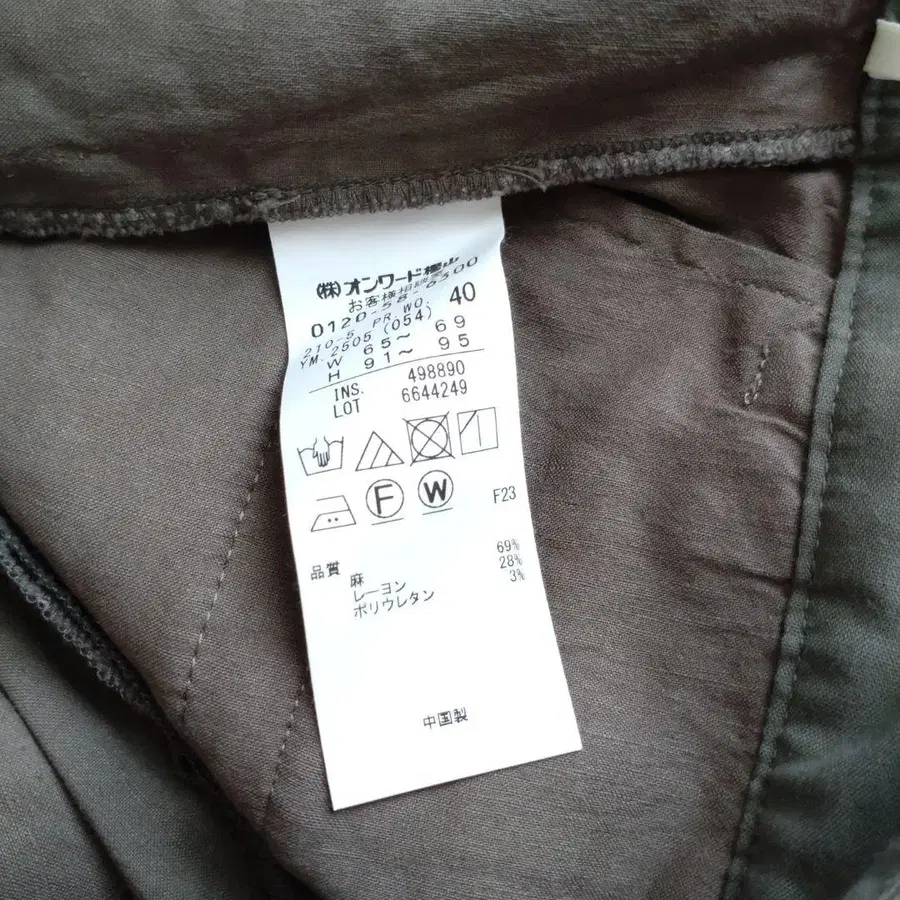 (株)オンワード樫山
お客様相談室
0120-58-6300
210-5. PR. WO. 40
YM. 2505 (054)
W 65～ 69
H 91～ 95
INS. 498890
LOT 6644249
F W F23
品質
麻 69%
レーヨン 28%
ポリウレタン 3%
中国製